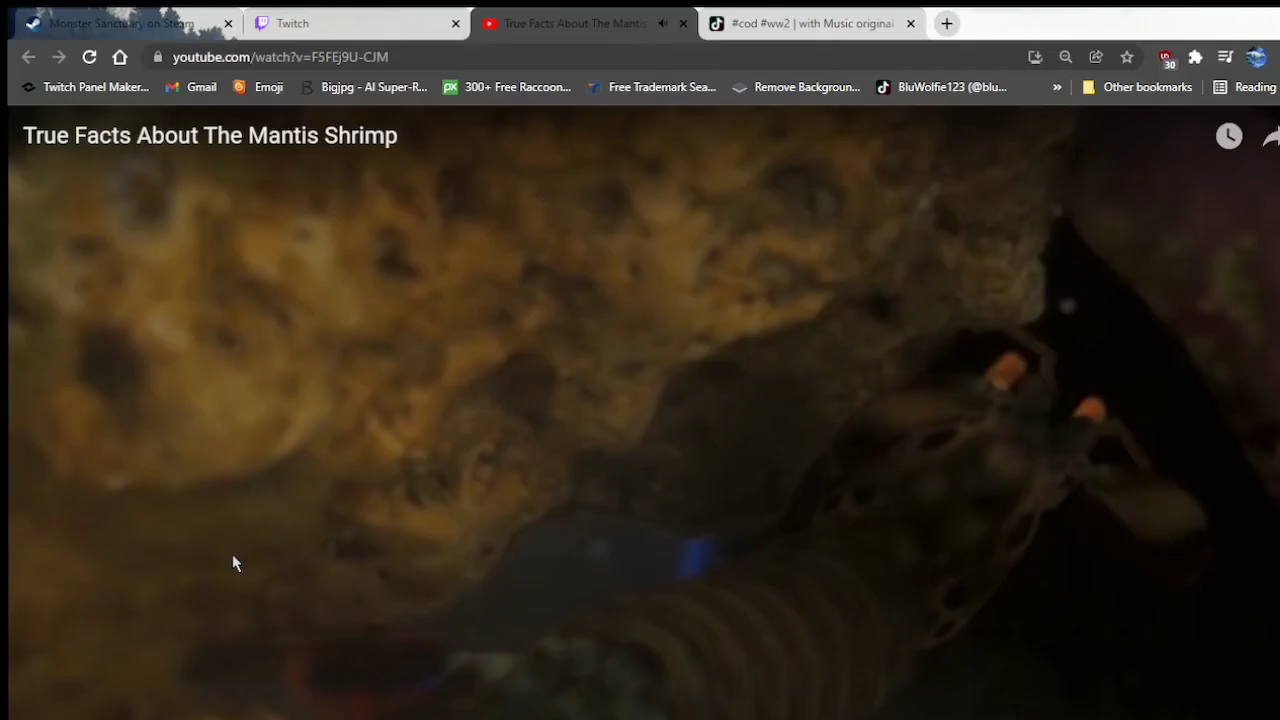 Monster Sanctuary on Steam
Twitch
True Facts About The Mantis
#cod #ww2 | with Music original
youtube.com/watch?v=F5FEj9U-CJM
30
Twitch Panel Maker...
Gmail
Emoji
Bigjpg - AI Super-R...
px
300+ Free Raccoon...
Free Trademark Sea...
Remove Backgroun...
BluWolfie123 (@blu...
»
Other bookmarks
Reading
True Facts About The Mantis Shrimp